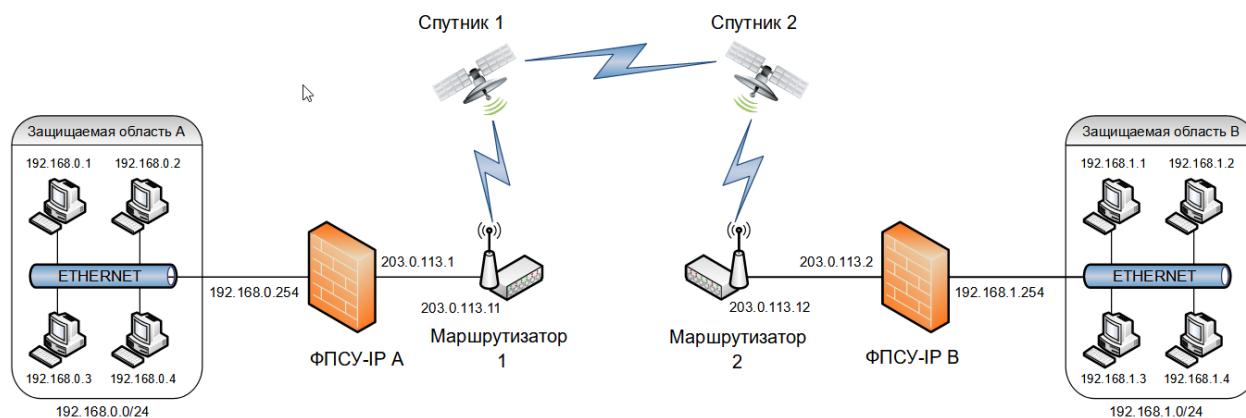 Спутник 1
Спутник 2
Защищаемая область А
192.168.0.1
192.168.0.2
ETHERNET
192.168.0.3
192.168.0.4
192.168.0.0/24
192.168.0.254
ФПСУ-IP А
203.0.113.1
203.0.113.11
Маршрутизатор
1
203.0.113.2
203.0.113.12
Маршрутизатор
2
ФПСУ-IP В
192.168.1.254
Защищаемая область В
192.168.1.1
192.168.1.2
ETHERNET
192.168.1.3
192.168.1.4
192.168.1.0/24